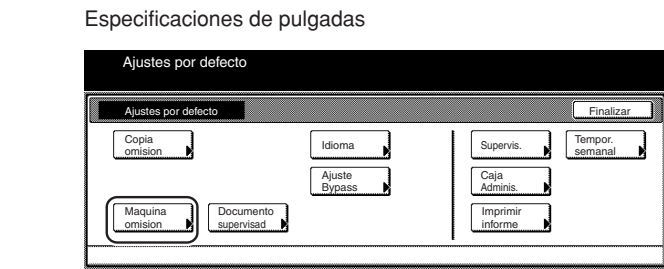 Especificaciones de pulgadas
Ajustes por defecto
Ajustes por defecto
Finalizar
Copia
omision
Idioma
Supervis.
Tempor.
semanal
Ajuste
Bypass
Caja
Adminis.
Maquina
omision
Documento
supervisad
Imprimir
informe